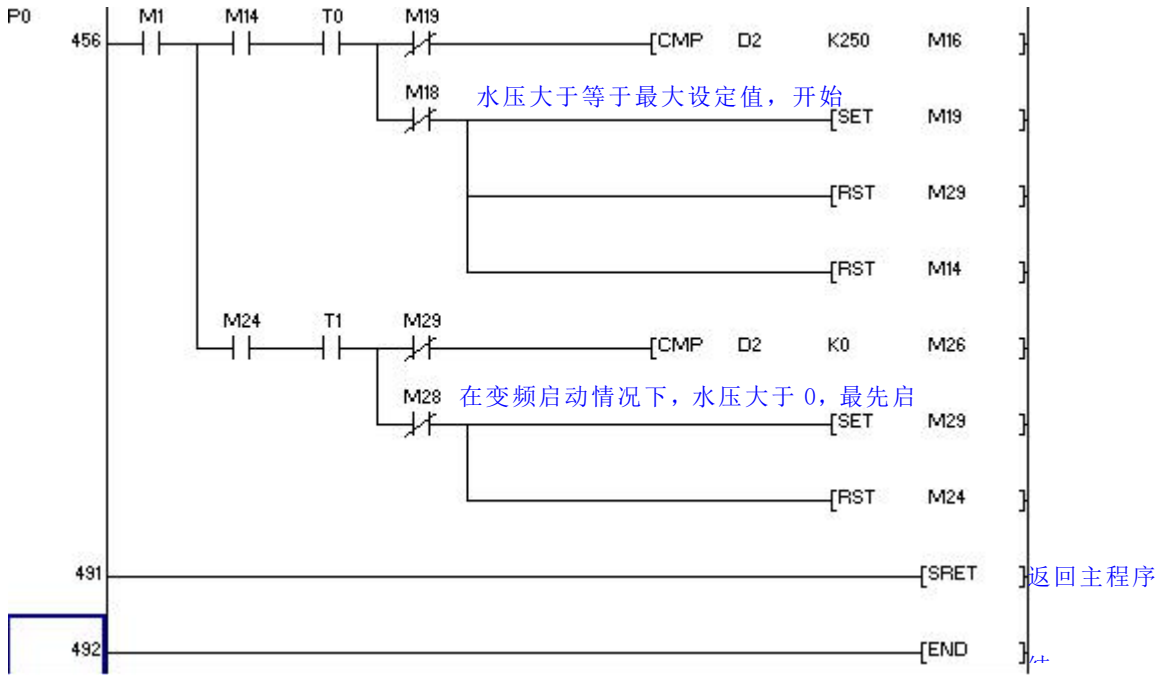 P0
M1 M14 T0 M19
456 [CMP D2 K250 M16 ]
M18 水压大于等于最大设定值，开始
[SET M19 ]
[RST M29 ]
[RST M14 ]
M24 T1 M29
[CMP D2 K0 M26 ]
M28 在变频启动情况下，水压大于 0，最先启
[SET M29 ]
[RST M24 ]
491 [SRET ] 返回主程序
492 [END ]